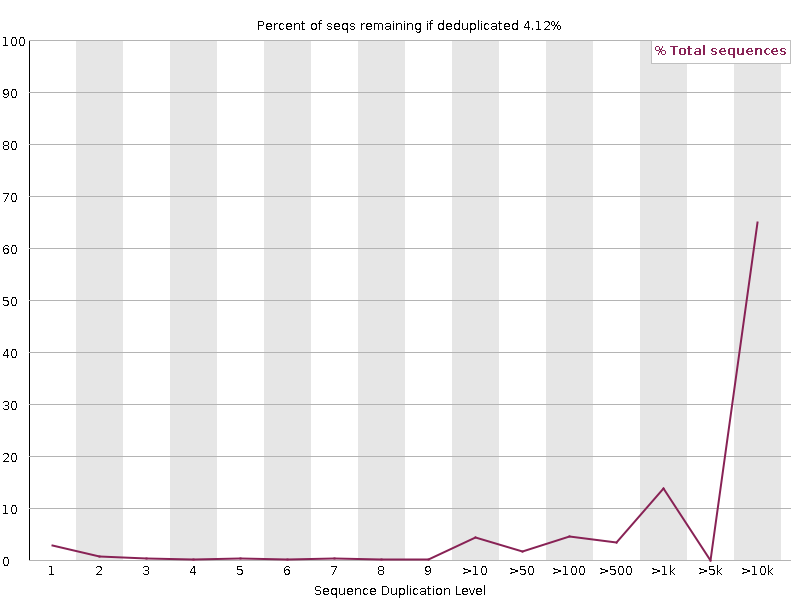 Percent of seqs remaining if deduplicated 4.12%
% Total sequences
100
90
80
70
60
50
40
30
20
10
0
1 2 3 4 5 6 7 8 9 >10 >50 >100 >500 >1k >5k >10k
Sequence Duplication Level